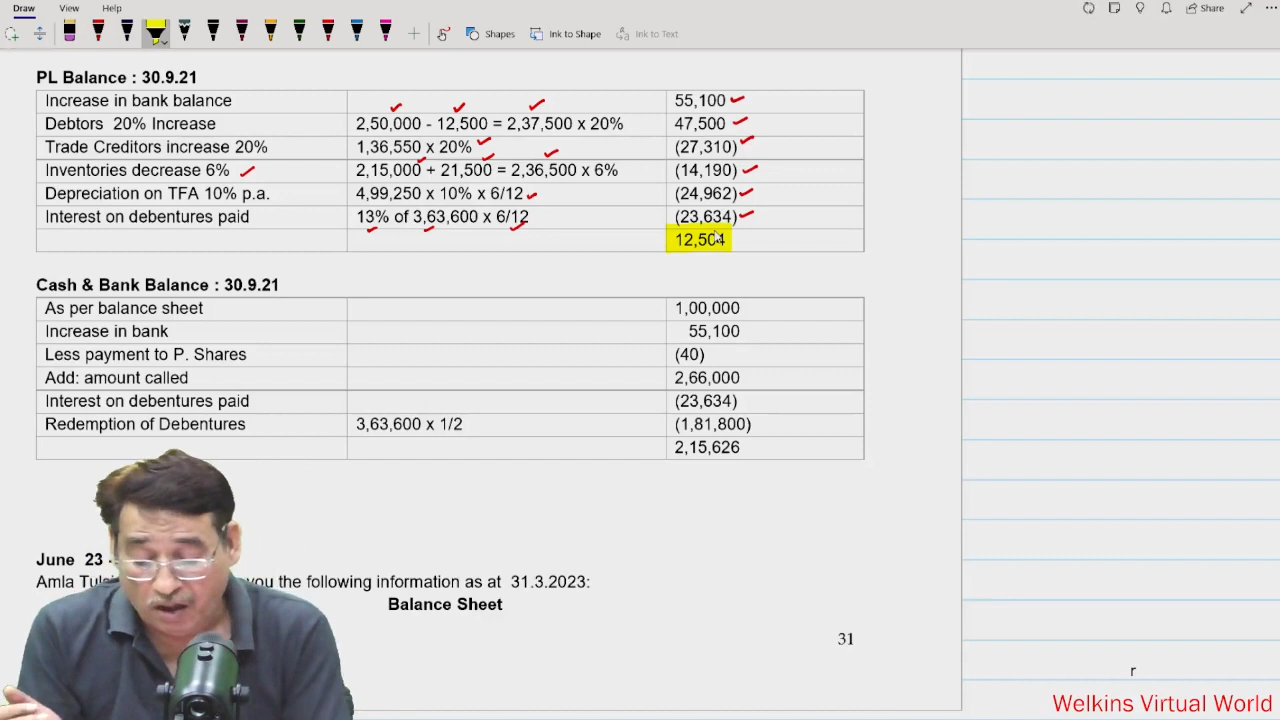 Draw View Help Share
Shapes Ink to Shape Ink to Text
PL Balance : 30.9.21
Increase in bank balance 55,100
Debtors 20% Increase 2,50,000 - 12,500 = 2,37,500 x 20% 47,500
Trade Creditors increase 20% 1,36,550 x 20% (27,310)
Inventories decrease 6% 2,15,000 + 21,500 = 2,36,500 x 6% (14,190)
Depreciation on TFA 10% p.a. 4,99,250 x 10% x 6/12 (24,962)
Interest on debentures paid 13% of 3,63,600 x 6/12 (23,634)
12,504
Cash & Bank Balance : 30.9.21
As per balance sheet 1,00,000
Increase in bank 55,100
Less payment to P. Shares (40)
Add: amount called 2,66,000
Interest on debentures paid (23,634)
Redemption of Debentures 3,63,600 x 1/2 (1,81,800)
2,15,626
June 23 -
Amla you the following information as at 31.3.2023:
Balance Sheet
31
r
Welkins Virtual World